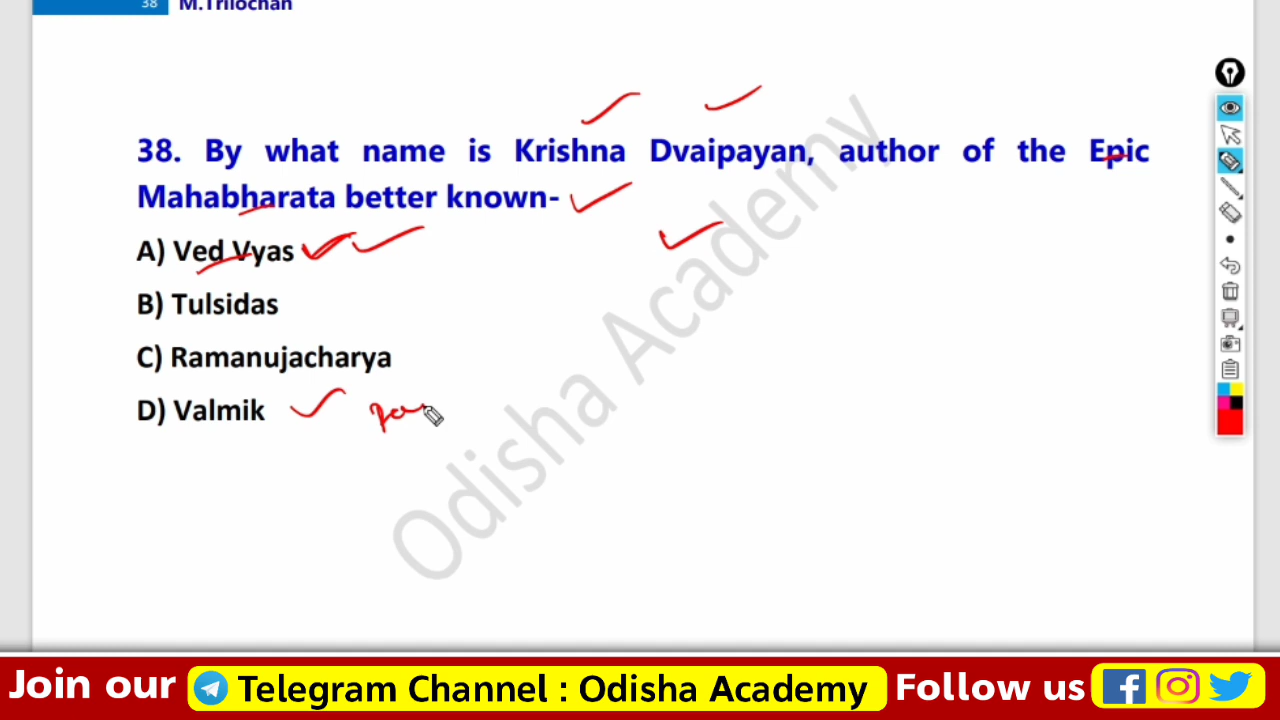 38 M.Trilochan
38. By what name is Krishna Dvaipayan, author of the Epic
Mahabharata better known-
A) Ved Vyas
B) Tulsidas
C) Ramanujacharya
D) Valmik
Odisha Academy
Join our Telegram Channel : Odisha Academy Follow us